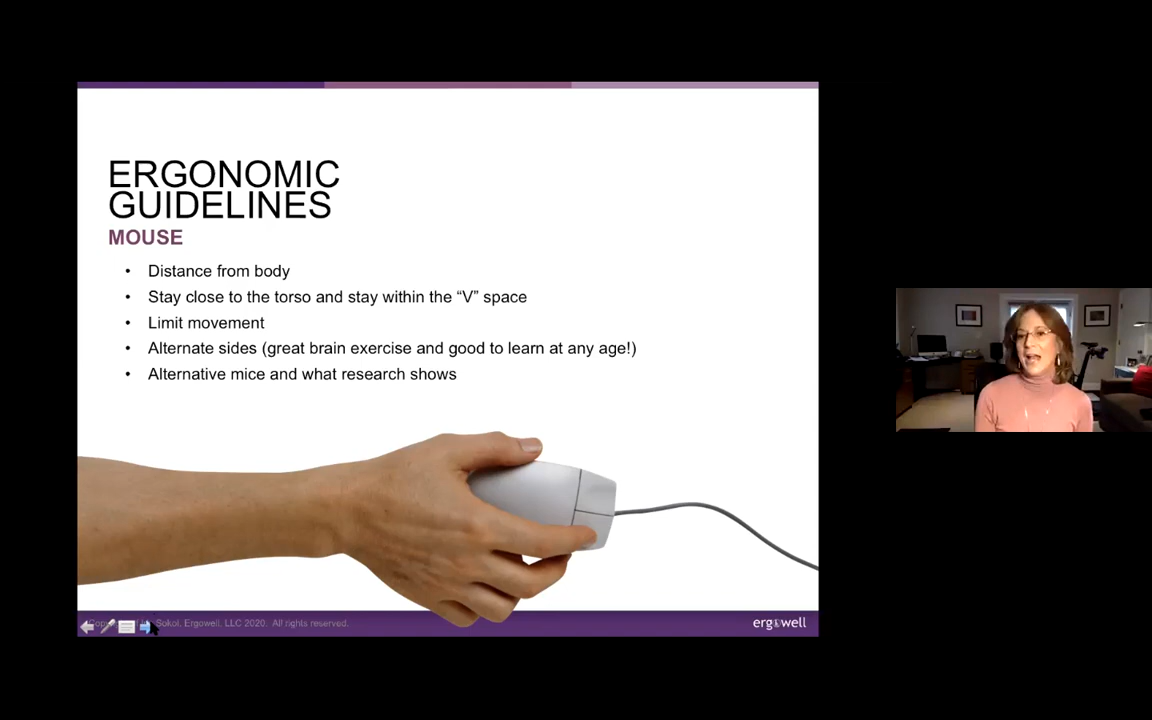 ERGONOMIC
GUIDELINES
MOUSE
• Distance from body
• Stay close to the torso and stay within the “V” space
• Limit movement
• Alternate sides (great brain exercise and good to learn at any age!)
• Alternative mice and what research shows
Sokol, Ergowell, LLC 2020. All rights reserved.
ergowell